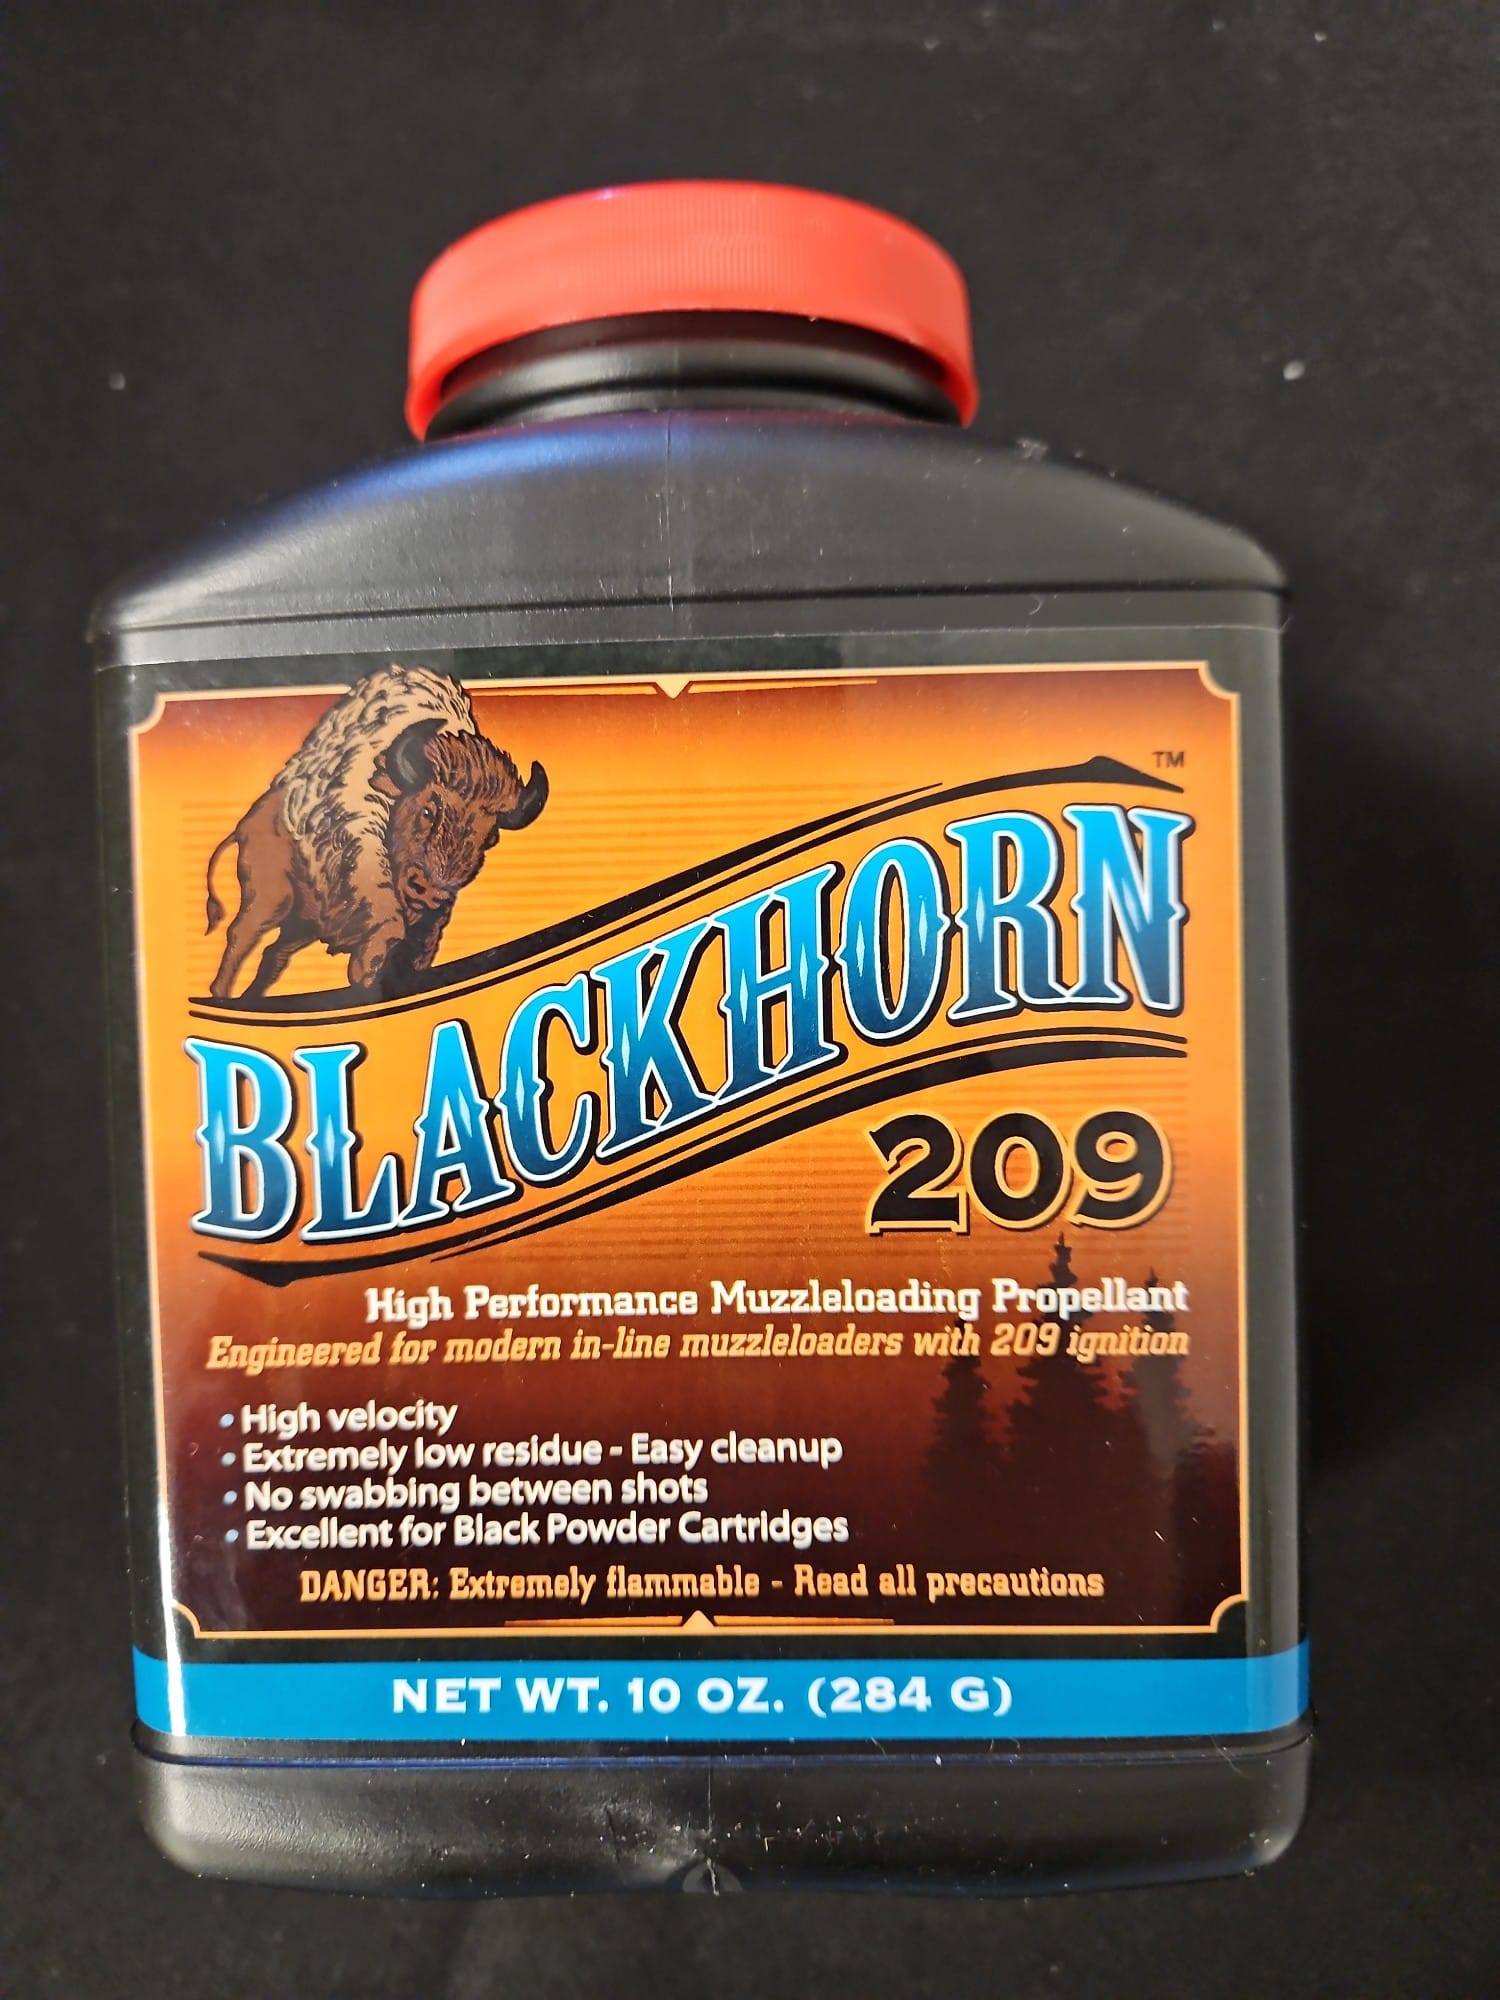 BLACKHORN™
209
High Performance Muzzleloading Propellant
Engineered for modern in-line muzzleloaders with 209 ignition
• High velocity
• Extremely low residue - Easy cleanup
• No swabbing between shots
• Excellent for Black Powder Cartridges
DANGER: Extremely flammable - Read all precautions
NET WT. 10 OZ. (284 G)